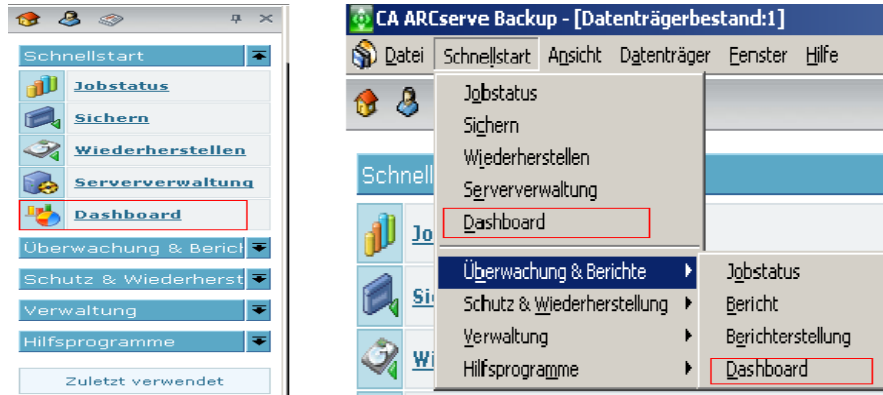 Schnellstart
Jobstatus
Sichern
Wiederherstellen
Serververwaltung
Dashboard
Überwachung & Berich
Schutz & Wiederherst
Verwaltung
Hilfsprogramme
Zuletzt verwendet
CA ARCserve Backup - [Datenträgerbestand:1]
Datei Schnellstart Ansicht Datenträger Fenster Hilfe
Jobstatus
Sichern
Wiederherstellen
Serververwaltung
Dashboard
Überwachung & Berichte
Schutz & Wiederherstellung
Verwaltung
Hilfsprogramme
Jobstatus
Bericht
Berichterstellung
Dashboard
Schnell
Jo
Si
Wi